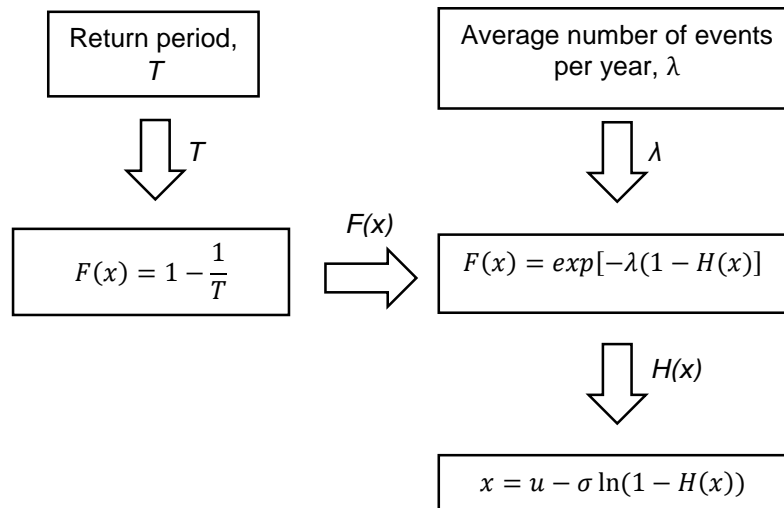 Return period,
T
Average number of events
per year, λ
T
λ
F(x)
F(x) = 1 − 1/T
F(x) = exp[−λ(1 − H(x)]
H(x)
x = u − σ ln(1 − H(x))